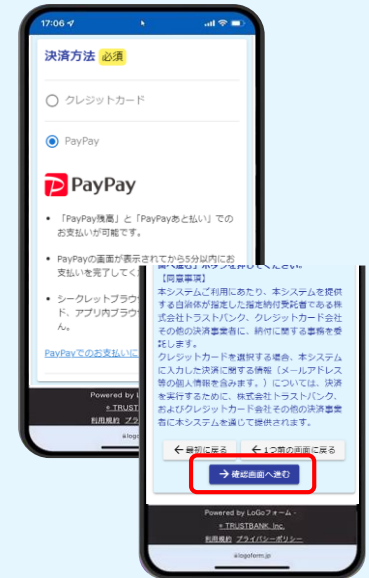 17:06
決済方法 必須
クレジットカード
PayPay
PayPay
• 「PayPay残高」と「PayPayあと払い」での
お支払いが可能です。
• PayPayの画面が表示されてから5分以内にお
支払いを完了してく
• シークレットブラウ
ド、アプリ内ブラウ
ん。
PayPayでのお支払いに
Powered by L
TRUST
利用規約 プラ
【同意事項】
本システムご利用にあたり、本システムを提供
する自治体が指定した指定納付受託者である株
式会社トラストバンク、クレジットカード会社
その他の決済事業者に、納付に関する事務を委
託します。
クレジットカードを選択する場合、本システム
に入力した決済に関する情報（メールアドレス
等の個人情報を含みます。）については、決済
を実行するために、株式会社トラストバンク、
およびクレジットカード会社その他の決済事業
者に本システムを通じて提供されます。
←最初に戻る ←1つ前の画面に戻る
→確認画面へ進む
Powered by LoGoフォーム -
TRUSTBANK, Inc.
利用規約 プライバシーポリシー
logoform.jp